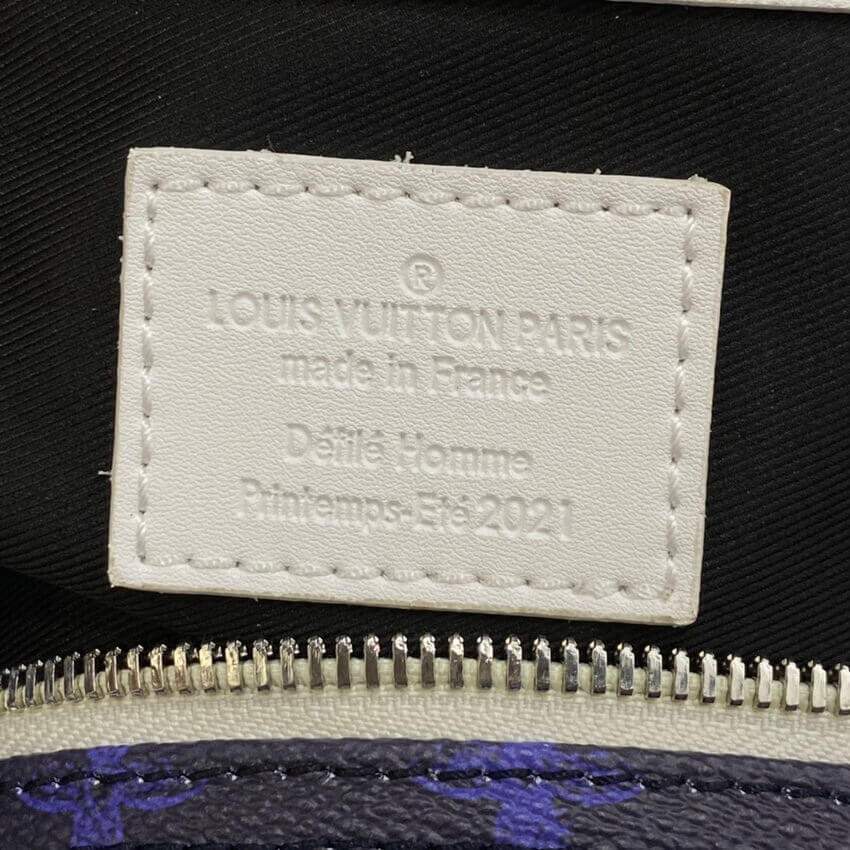 ®
LOUIS VUITTON PARIS
made in France
Défilé Homme
Printemps-Eté 2021